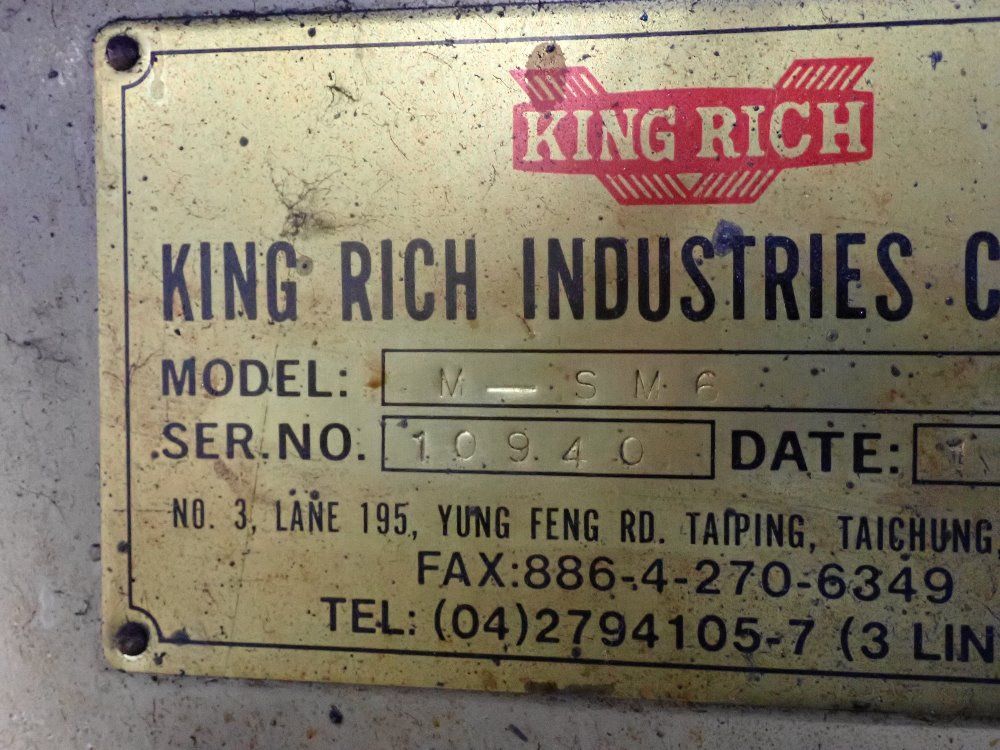 KING RICH
KING RICH INDUSTRIES C
MODEL: M — SM6
SER.NO. 10940 DATE: 1
NO. 3, LANE 195, YUNG FENG RD. TAIPING, TAICHUNG,
FAX:886-4-270-6349
TEL: (04)2794105-7 (3 LIN